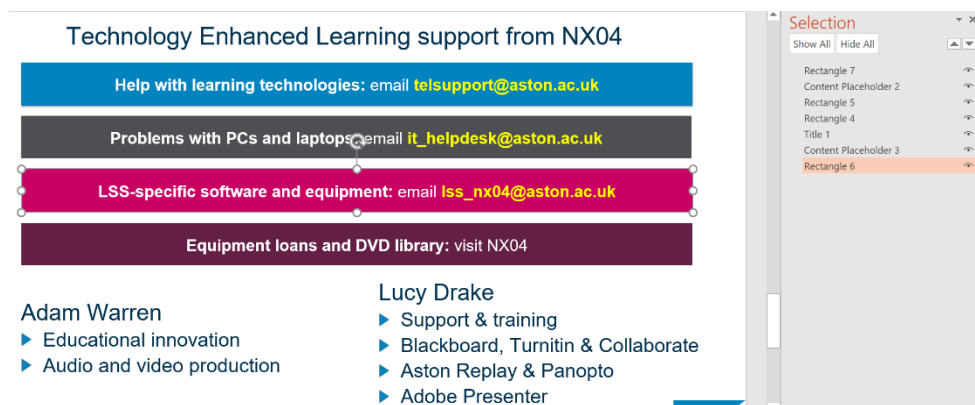 Technology Enhanced Learning support from NX04
Help with learning technologies: email telsupport@aston.ac.uk
Problems with PCs and laptops: email it_helpdesk@aston.ac.uk
LSS-specific software and equipment: email lss_nx04@aston.ac.uk
Equipment loans and DVD library: visit NX04
Adam Warren
Educational innovation
Audio and video production
Lucy Drake
Support & training
Blackboard, Turnitin & Collaborate
Aston Replay & Panopto
Adobe Presenter
Selection
Show All Hide All
Rectangle 7
Content Placeholder 2
Rectangle 5
Rectangle 4
Title 1
Content Placeholder 3
Rectangle 6